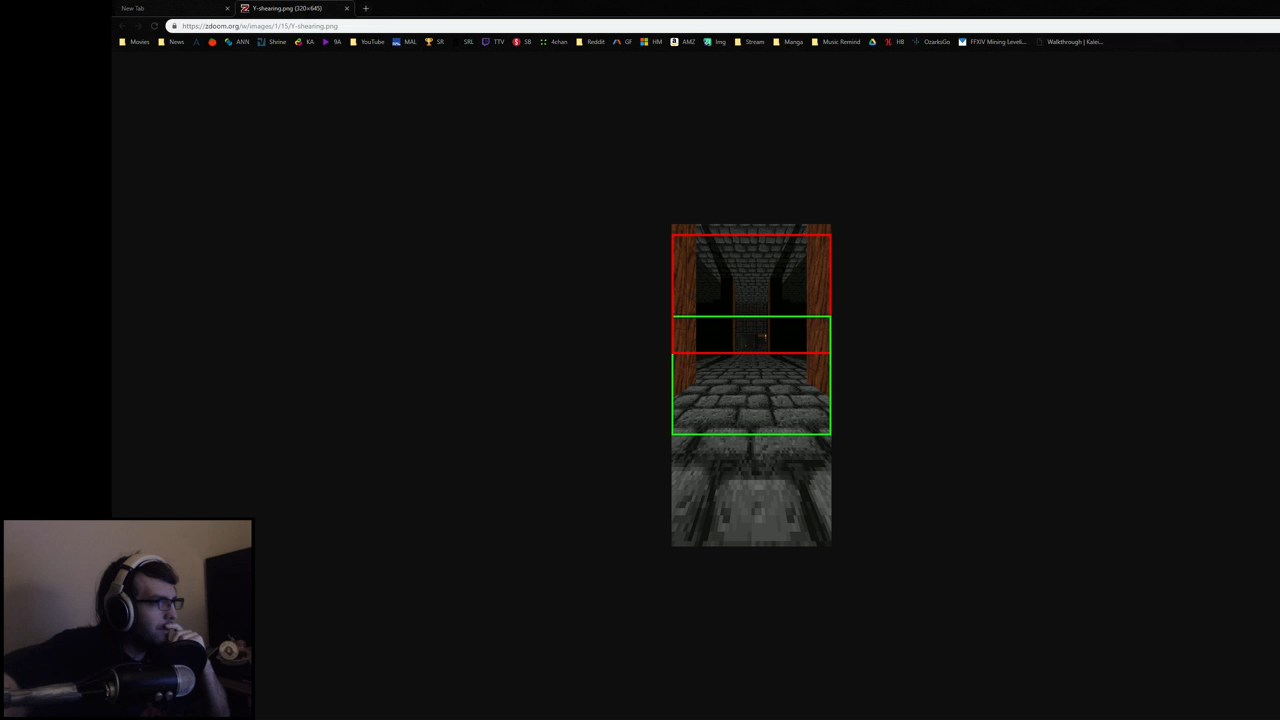 New Tab
Y-shearing.png (320×645)
https://zdoom.org/w/images/1/15/Y-shearing.png
Movies News ANN Shrine KA 9A YouTube MAL SR SRL TTV SB 4chan Reddit GF HM AMZ Img Stream Manga Music Remind HB OzarksGo FFXIV Mining Leveli... Walkthrough | Kalei...